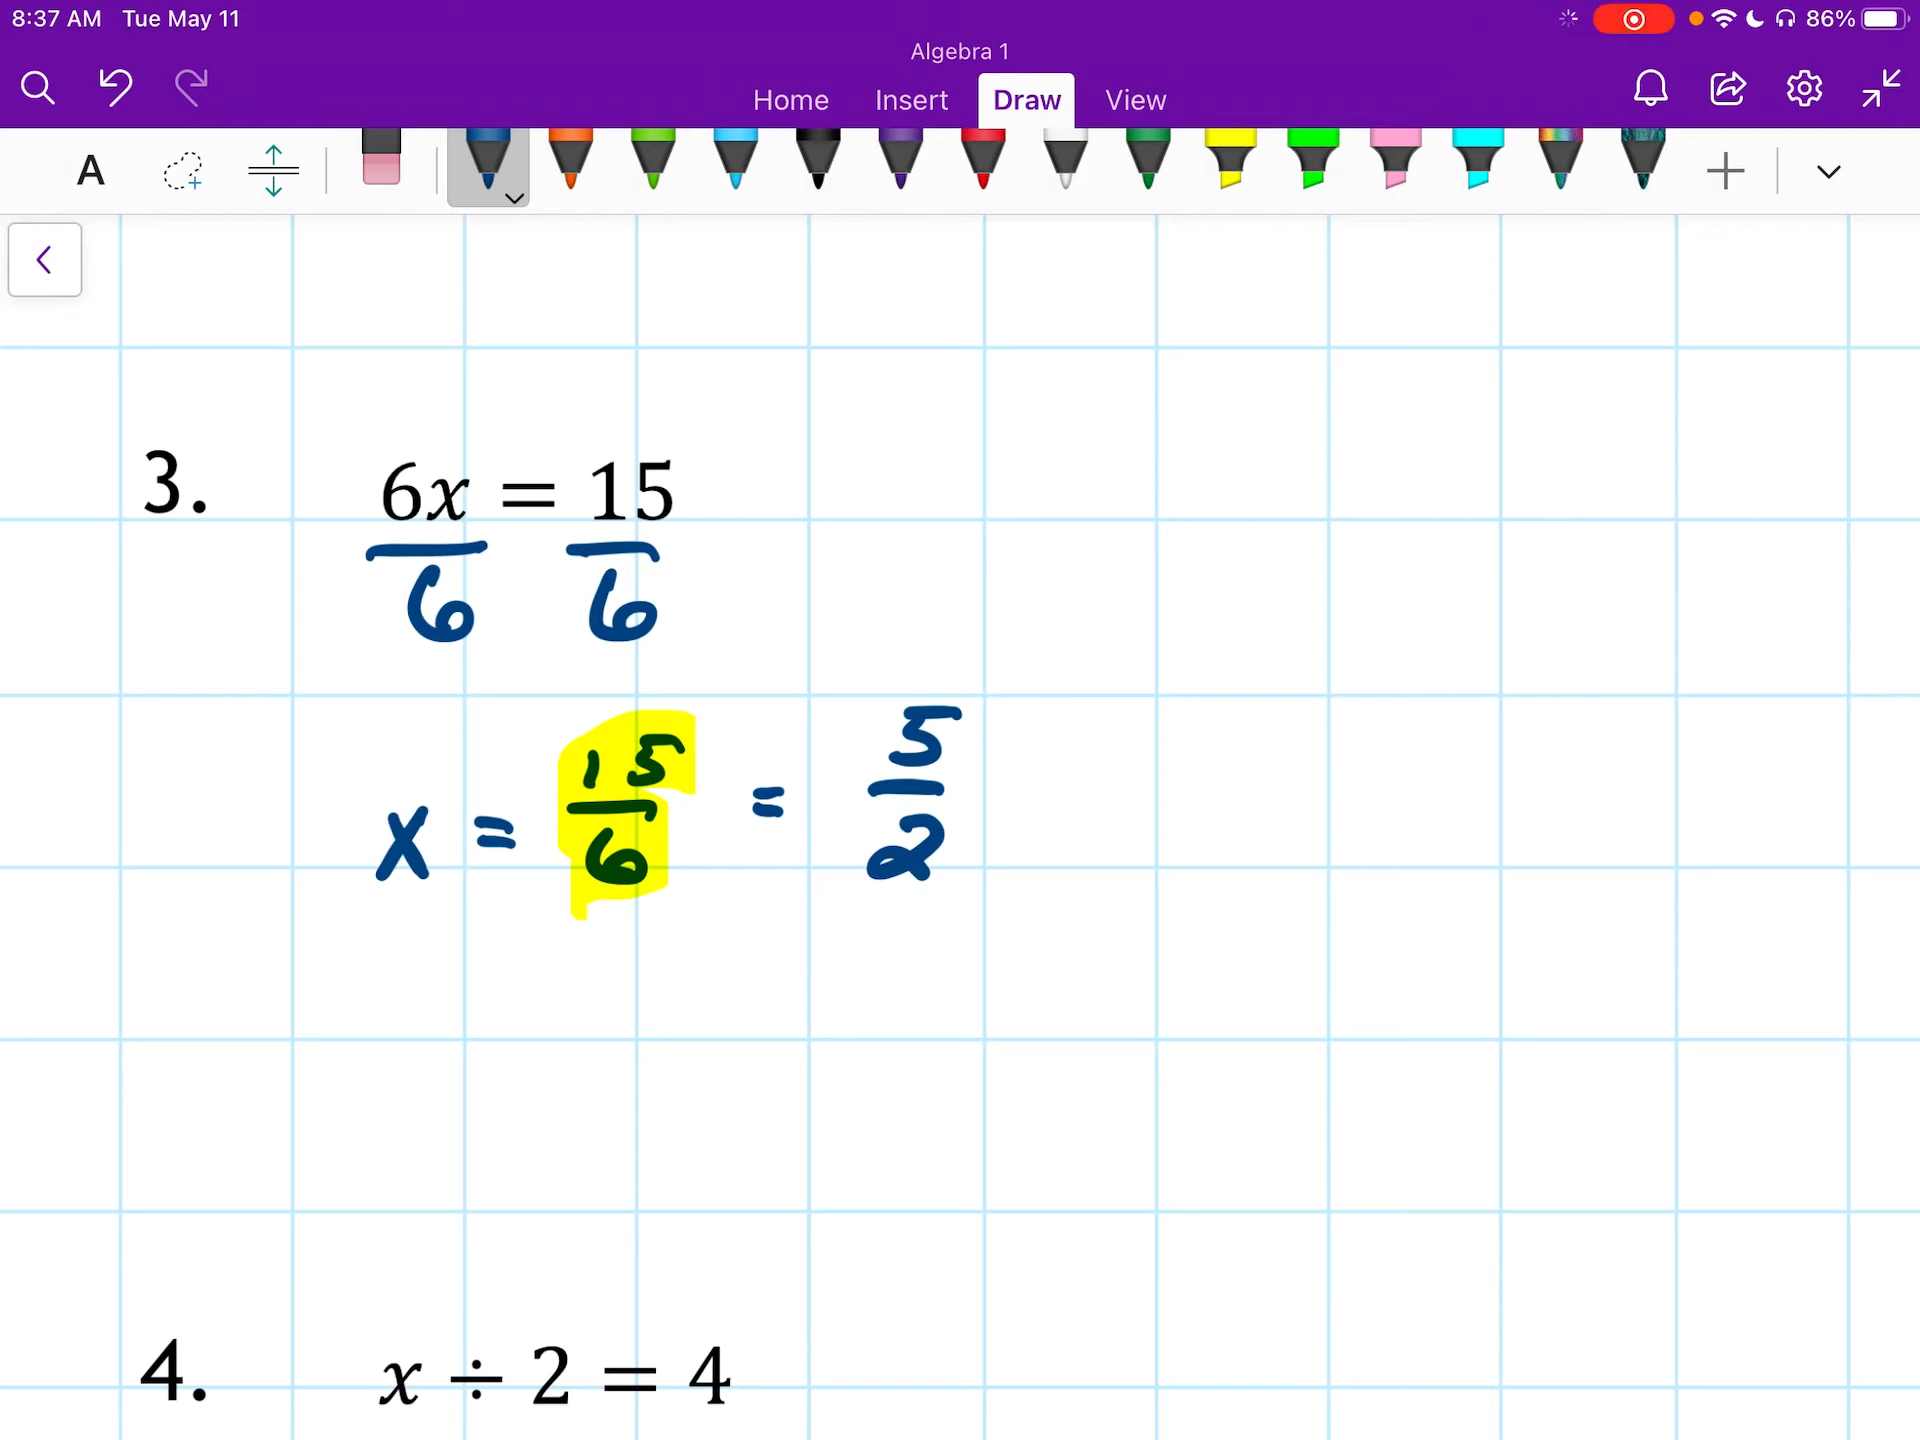 8:37 AM Tue May 11 86%
Algebra 1
Home Insert Draw View
A
3. 6x = 15
6 6
x = 15/6 = 5/2
4. x ÷ 2 = 4